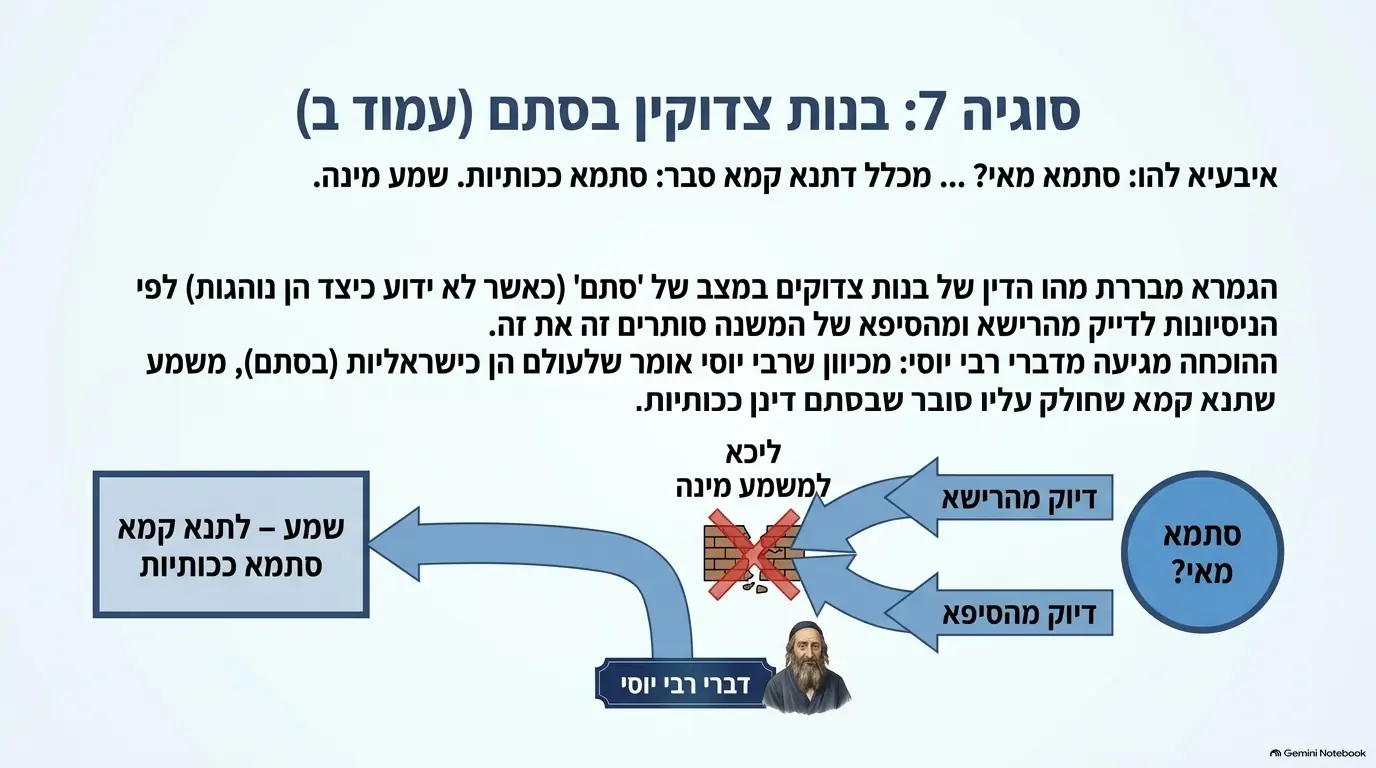 סוגיה 7: בנות צדוקין בסתם (עמוד ב)
איבעיא להו: סתמא מאי? ... מכלל דתנא קמא סבר: סתמא ככותיות. שמע מינה.
הגמרא מבררת מהו הדין של בנות צדוקים במצב של 'סתם' (כאשר לא ידוע כיצד הן נוהגות) לפי
הניסיונות לדייק מהרישא ומהסיפא של המשנה סותרים זה את זה.
ההוכחה מגיעה מדברי רבי יוסי: מכיוון שרבי יוסי אומר שלעולם הן כישראליות (בסתם), משמע
שתנא קמא שחולק עליו סובר שבסתם דינן ככותיות.
סתמא
מאי?
דיוק מהרישא
דיוק מהסיפא
ליכא
למשמע מינה
דברי רבי יוסי
שמע – לתנא קמא
סתמא ככותיות
Gemini Notebook